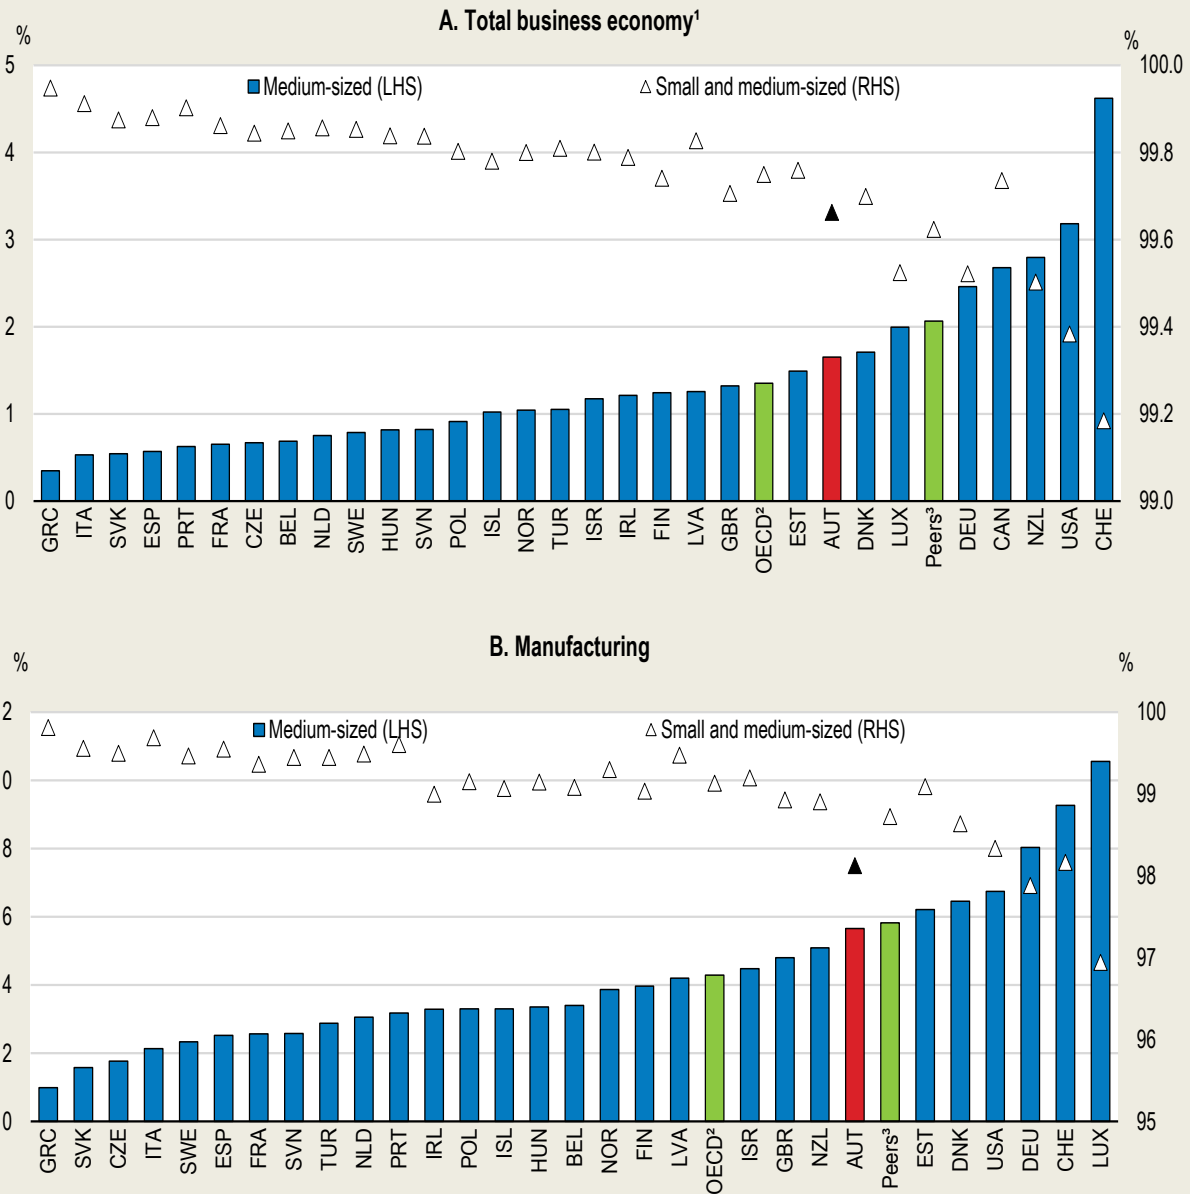 A. Total business economy¹
% %
Medium-sized (LHS) Small and medium-sized (RHS)
5 100.0
4 99.8
3 99.6
2 99.4
1 99.2
0 99.0
GRC ITA SVK ESP PRT FRA CZE BEL NLD SWE HUN SVN POL ISL NOR TUR ISR IRL FIN LVA GBR OECD² EST AUT DNK LUX Peers³ DEU CAN NZL USA CHE
B. Manufacturing
% %
2 100
Medium-sized (LHS) Small and medium-sized (RHS)
0 99
8 98
6 97
4 96
2
0 95
GRC SVK CZE ITA SWE ESP FRA SVN TUR NLD PRT IRL POL ISL HUN BEL NOR FIN LVA OECD² ISR GBR NZL AUT Peers³ EST DNK USA DEU CHE LUX